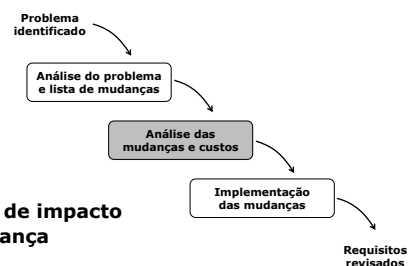 Problema
identificado
Análise do problema
e lista de mudanças
Análise das
mudanças e custos
Implementação
das mudanças
de impacto
ança
Requisitos
revisados